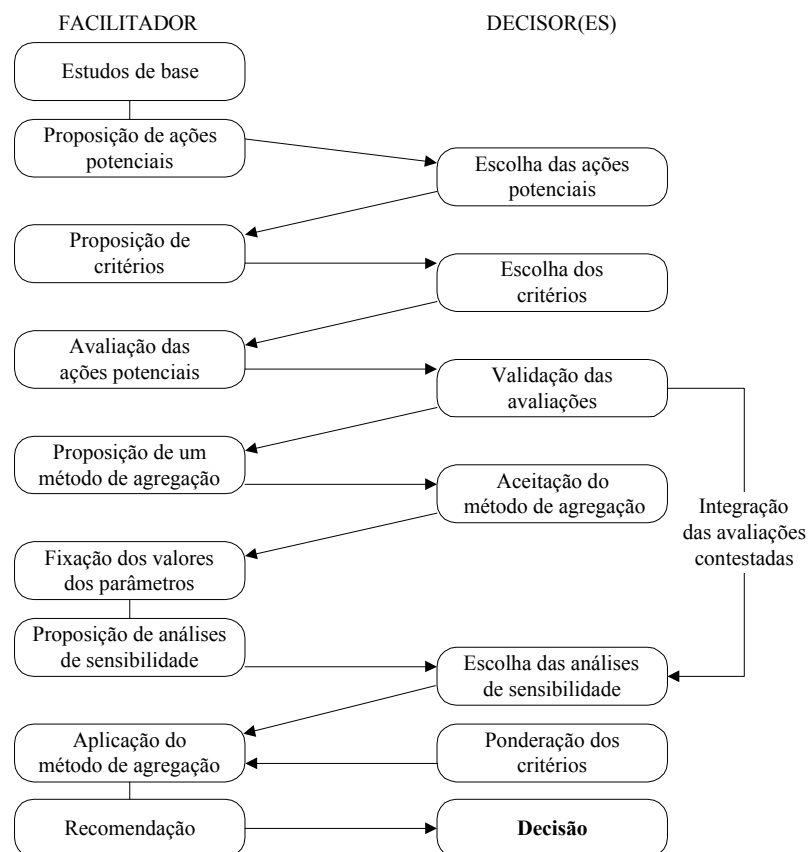 FACILITADOR
DECISOR(ES)
Estudos de base
Proposição de ações
potenciais
Escolha das ações
potenciais
Proposição de
critérios
Escolha dos
critérios
Avaliação das
ações potenciais
Validação das
avaliações
Proposição de um
método de agregação
Aceitação do
método de agregação
Integração
das avaliações
contestadas
Fixação dos valores
dos parâmetros
Proposição de análises
de sensibilidade
Escolha das análises
de sensibilidade
Aplicação do
método de agregação
Ponderação dos
critérios
Recomendação
Decisão